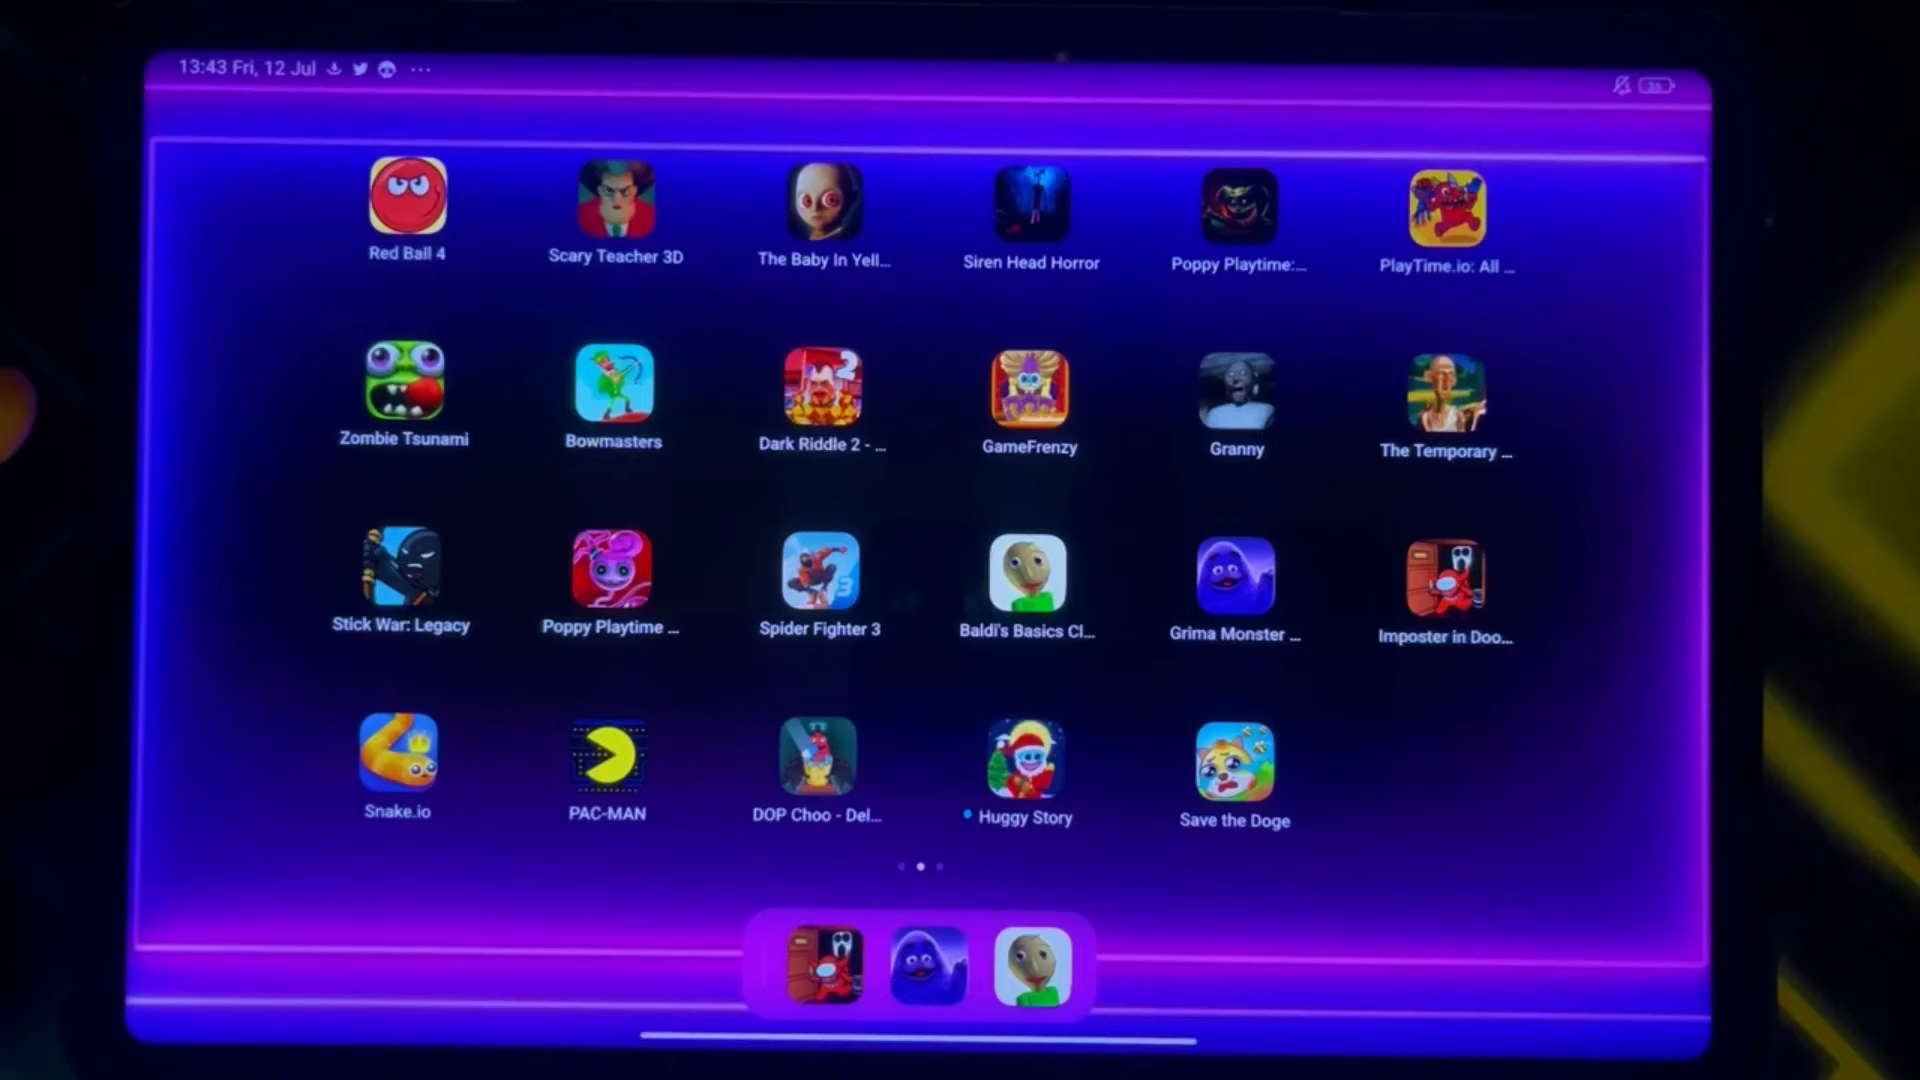 13:43 Fri, 12 Jul
Red Ball 4
Scary Teacher 3D
The Baby In Yell...
Siren Head Horror
Poppy Playtime:...
PlayTime.io: All ...
Zombie Tsunami
Bowmasters
Dark Riddle 2 - ...
GameFrenzy
Granny
The Temporary ...
Stick War: Legacy
Poppy Playtime ...
Spider Fighter 3
Baldi's Basics Cl...
Grima Monster ...
Imposter in Doo...
Snake.io
PAC-MAN
DOP Choo - Del...
Huggy Story
Save the Doge
2
3